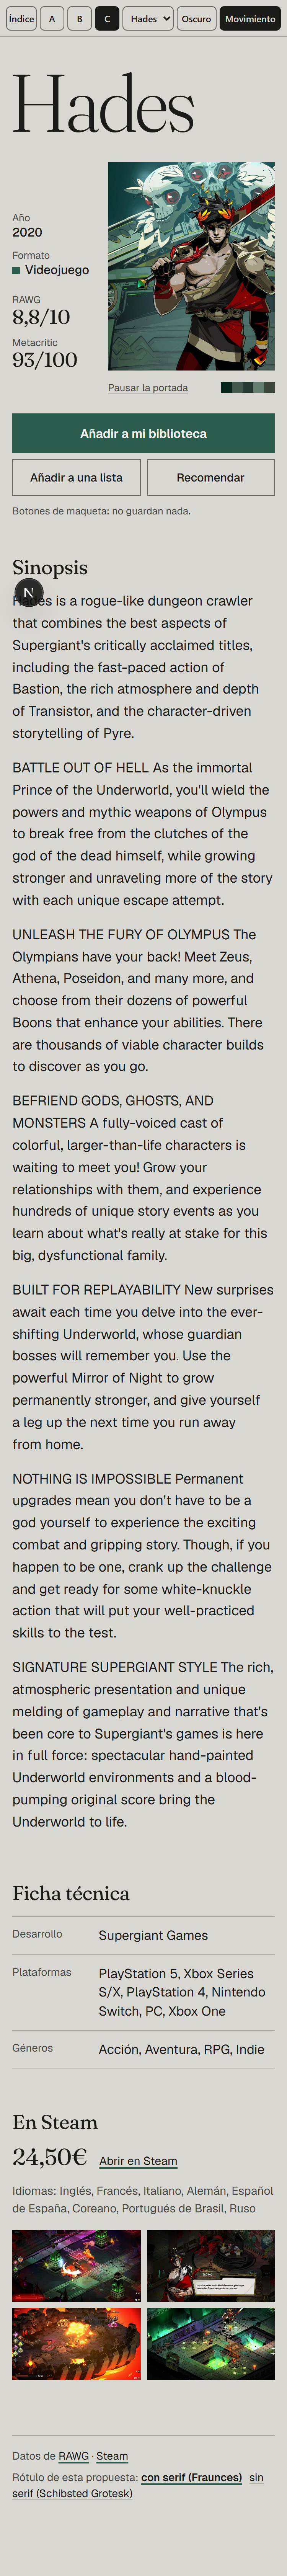 Índice A B C Hades Oscuro Movimiento
Hades
Año
2020
Formato
Videojuego
RAWG
8,8/10
Metacritic
93/100
Pausar la portada
Añadir a mi biblioteca
Añadir a una lista
Recomendar
Botones de maqueta: no guardan nada.
Sinopsis
N
Hades is a rogue-like dungeon crawler
that combines the best aspects of
Supergiant's critically acclaimed titles,
including the fast-paced action of
Bastion, the rich atmosphere and depth
of Transistor, and the character-driven
storytelling of Pyre.
BATTLE OUT OF HELL As the immortal
Prince of the Underworld, you'll wield the
powers and mythic weapons of Olympus
to break free from the clutches of the
god of the dead himself, while growing
stronger and unraveling more of the story
with each unique escape attempt.
UNLEASH THE FURY OF OLYMPUS The
Olympians have your back! Meet Zeus,
Athena, Poseidon, and many more, and
choose from their dozens of powerful
Boons that enhance your abilities. There
are thousands of viable character builds
to discover as you go.
BEFRIEND GODS, GHOSTS, AND
MONSTERS A fully-voiced cast of
colorful, larger-than-life characters is
waiting to meet you! Grow your
relationships with them, and experience
hundreds of unique story events as you
learn about what's really at stake for this
big, dysfunctional family.
BUILT FOR REPLAYABILITY New surprises
await each time you delve into the ever-
shifting Underworld, whose guardian
bosses will remember you. Use the
powerful Mirror of Night to grow
permanently stronger, and give yourself
a leg up the next time you run away
from home.
NOTHING IS IMPOSSIBLE Permanent
upgrades mean you don't have to be a
god yourself to experience the exciting
combat and gripping story. Though, if you
happen to be one, crank up the challenge
and get ready for some white-knuckle
action that will put your well-practiced
skills to the test.
SIGNATURE SUPERGIANT STYLE The rich,
atmospheric presentation and unique
melding of gameplay and narrative that's
been core to Supergiant's games is here
in full force: spectacular hand-painted
Underworld environments and a blood-
pumping original score bring the
Underworld to life.
Ficha técnica
Desarrollo Supergiant Games
Plataformas PlayStation 5, Xbox Series
S/X, PlayStation 4, Nintendo
Switch, PC, Xbox One
Géneros Acción, Aventura, RPG, Indie
En Steam
24,50€ Abrir en Steam
Idiomas: Inglés, Francés, Italiano, Alemán, Español
de España, Coreano, Portugués de Brasil, Ruso
Datos de RAWG · Steam
Rótulo de esta propuesta: con serif (Fraunces) sin
serif (Schibsted Grotesk)